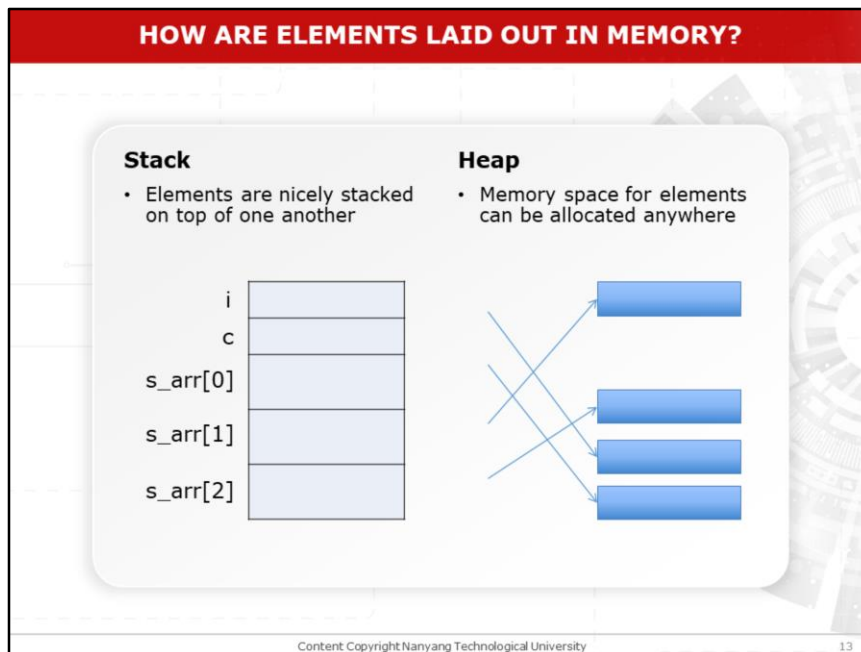 HOW ARE ELEMENTS LAID OUT IN MEMORY?
Stack
• Elements are nicely stacked
on top of one another
i
c
s_arr[0]
s_arr[1]
s_arr[2]
Heap
• Memory space for elements
can be allocated anywhere
Content Copyright Nanyang Technological University
13